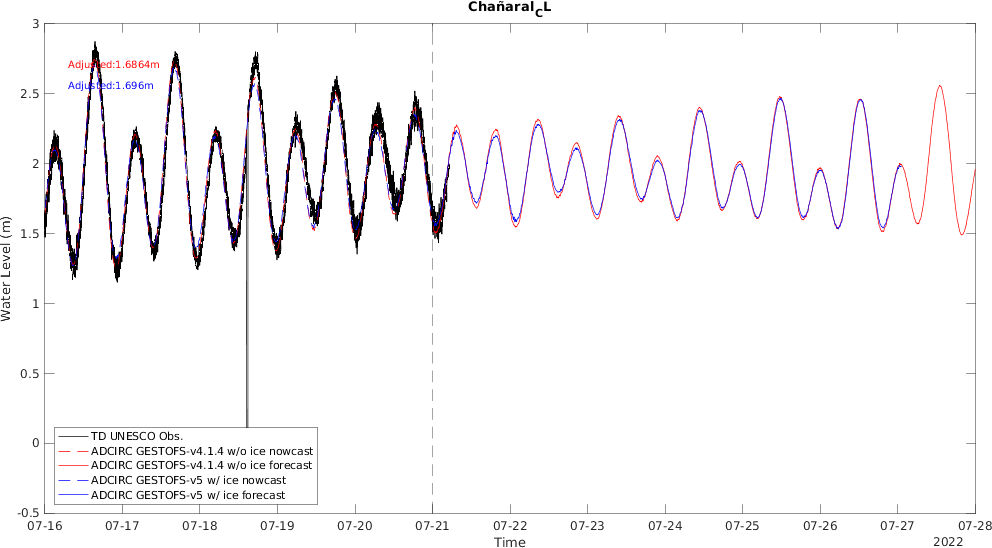 Chañaral_CL
3
2.5
2
1.5
1
0.5
0
-0.5
Water Level (m)
Adjusted:1.6864m
Adjusted:1.696m
TD UNESCO Obs.
ADCIRC GESTOFS-v4.1.4 w/o ice nowcast
ADCIRC GESTOFS-v4.1.4 w/o ice forecast
ADCIRC GESTOFS-v5 w/ ice nowcast
ADCIRC GESTOFS-v5 w/ ice forecast
07-16 07-17 07-18 07-19 07-20 07-21 07-22 07-23 07-24 07-25 07-26 07-27 07-28
Time
2022